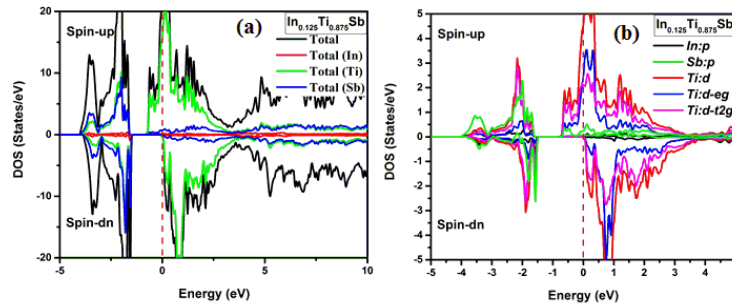 (a)
In0.125Ti0.875Sb
Spin-up
Total
Total (In)
Total (Ti)
Total (Sb)
Spin-dn
DOS (States/eV)
20
10
0
-10
-20
-5
0
5
10
Energy (eV)
(b)
In0.125Ti0.875Sb
Spin-up
In:p
Sb:p
Ti:d
Ti:d-eg
Ti:d-t2g
Spin-dn
DOS (States/eV)
5
4
3
2
1
0
-1
-2
-3
-4
-5
-5 -4 -3 -2 -1 0 1 2 3 4
Energy (eV)